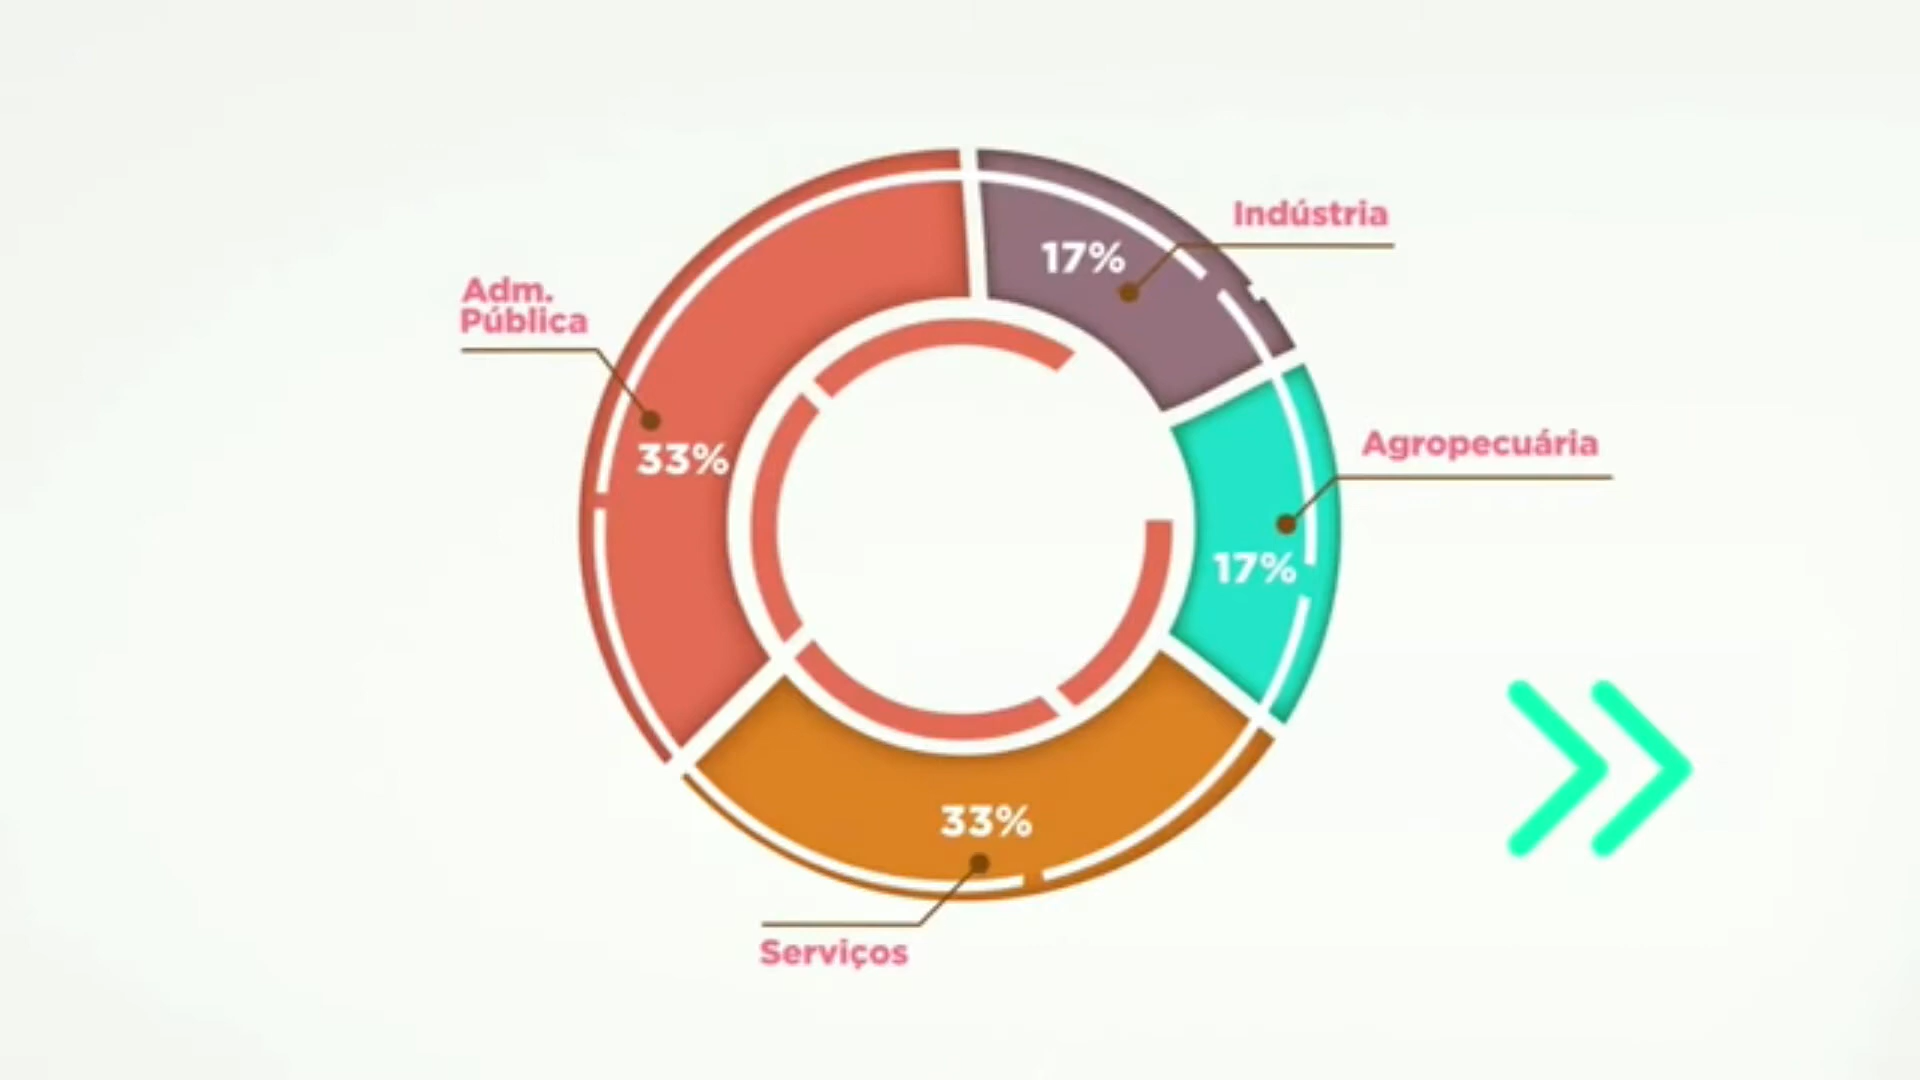 Indústria
17%
Adm.
Pública
33%
Agropecuária
17%
33%
Serviços